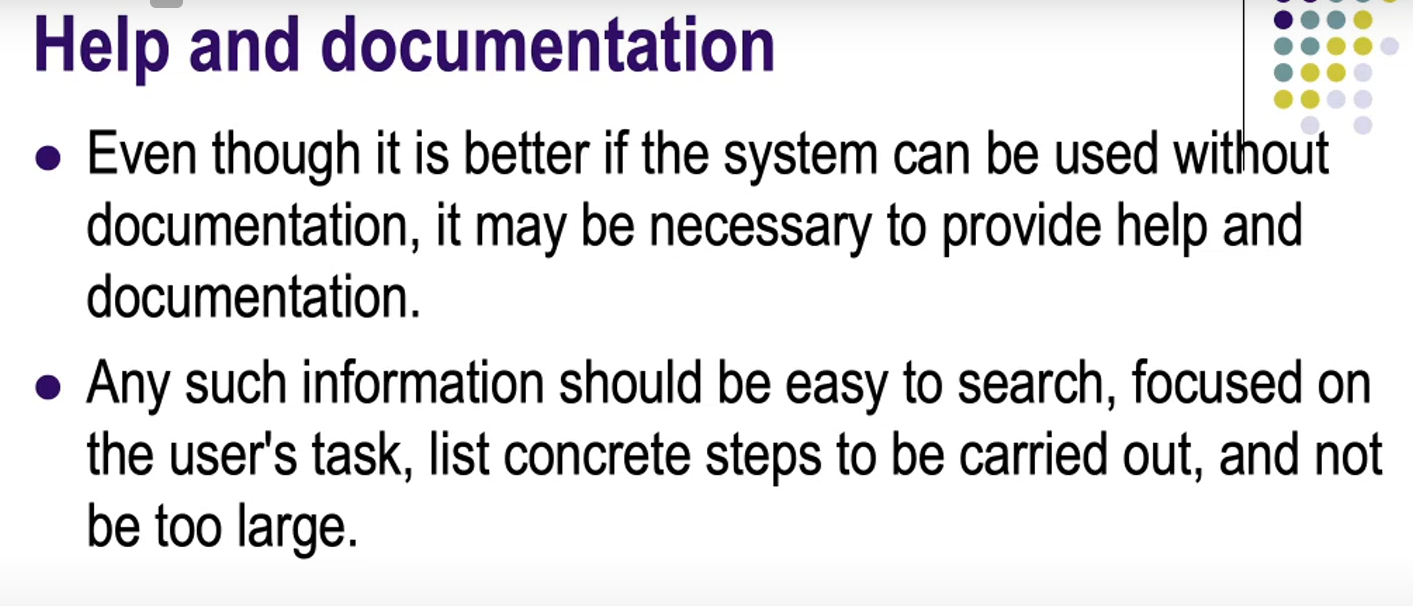 Help and documentation
● Even though it is better if the system can be used without
documentation, it may be necessary to provide help and
documentation.
● Any such information should be easy to search, focused on
the user's task, list concrete steps to be carried out, and not
be too large.